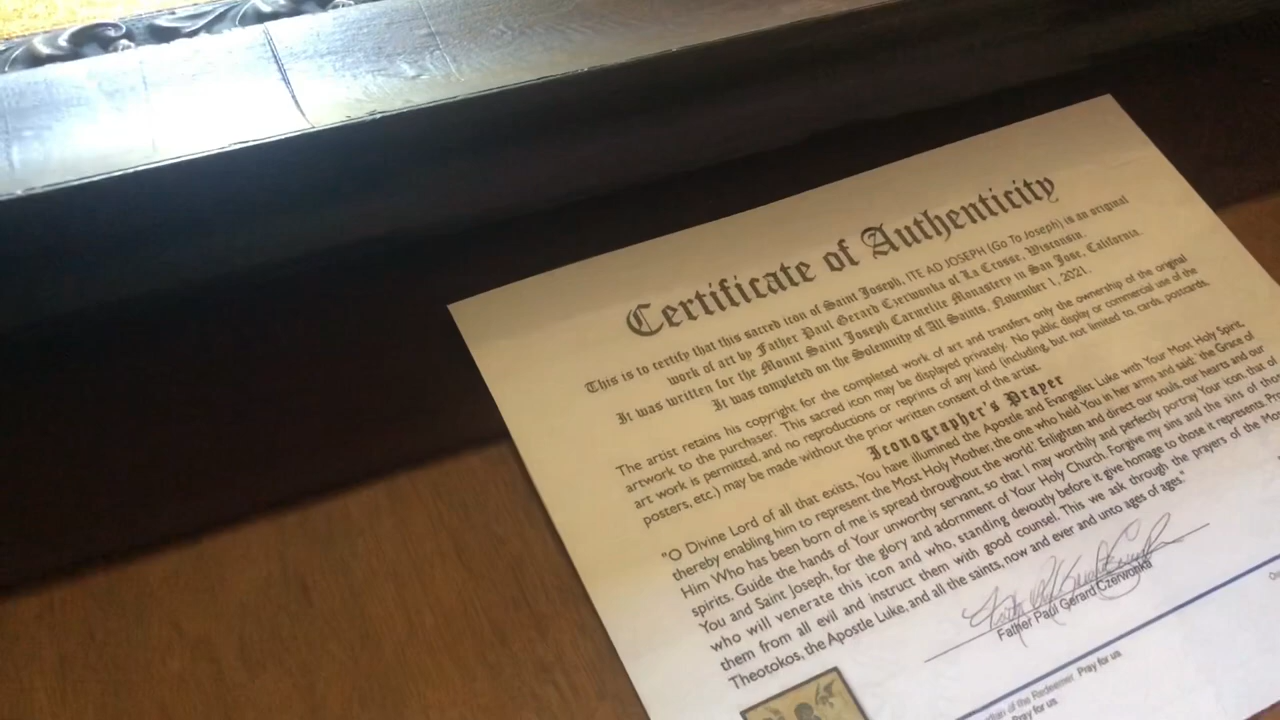 Certificate of Authenticity
This is to certify that this sacred icon of Saint Joseph, ITE AD JOSEPH (Go To Joseph) is an original
work of art by Father Paul Gerard Czerwonka of La Crosse, Wisconsin.
It was written for the Mount Saint Joseph Carmelite Monastery in San Jose, California.
It was completed on the Solemnity of All Saints, November 1, 2021.
The artist retains his copyright for the completed work of art and transfers only the ownership of the original
artwork to the purchaser. This sacred icon may be displayed privately. No public display or commercial use of the
art work is permitted, and no reproductions or reprints of any kind (including, but not limited to, cards, postcards,
posters, etc.) may be made without the prior written consent of the artist.
Iconographer's Prayer
"O Divine Lord of all that exists, You have illumined the Apostle and Evangelist Luke with Your Most Holy Spirit,
thereby enabling him to represent the Most Holy Mother, the one who held You in her arms and said: 'the Grace of
Him Who has been born of me is spread throughout the world.' Enlighten and direct our souls, our hearts and our
spirits. Guide the hands of Your unworthy servant, so that I may worthily and perfectly portray Your icon, that of
You and Saint Joseph, for the glory and adornment of Your Holy Church. Forgive my sins and the sins of those
who will venerate this icon and who, standing devoutly before it give homage to those it represents.
them from all evil and instruct them with good counsel. This we ask through the prayers of the
Theotokos, the Apostle Luke, and all the saints, now and ever and unto ages of ages."
Father Paul Gerard Czerwonka
of the Redeemer. Pray for us
Pray for us